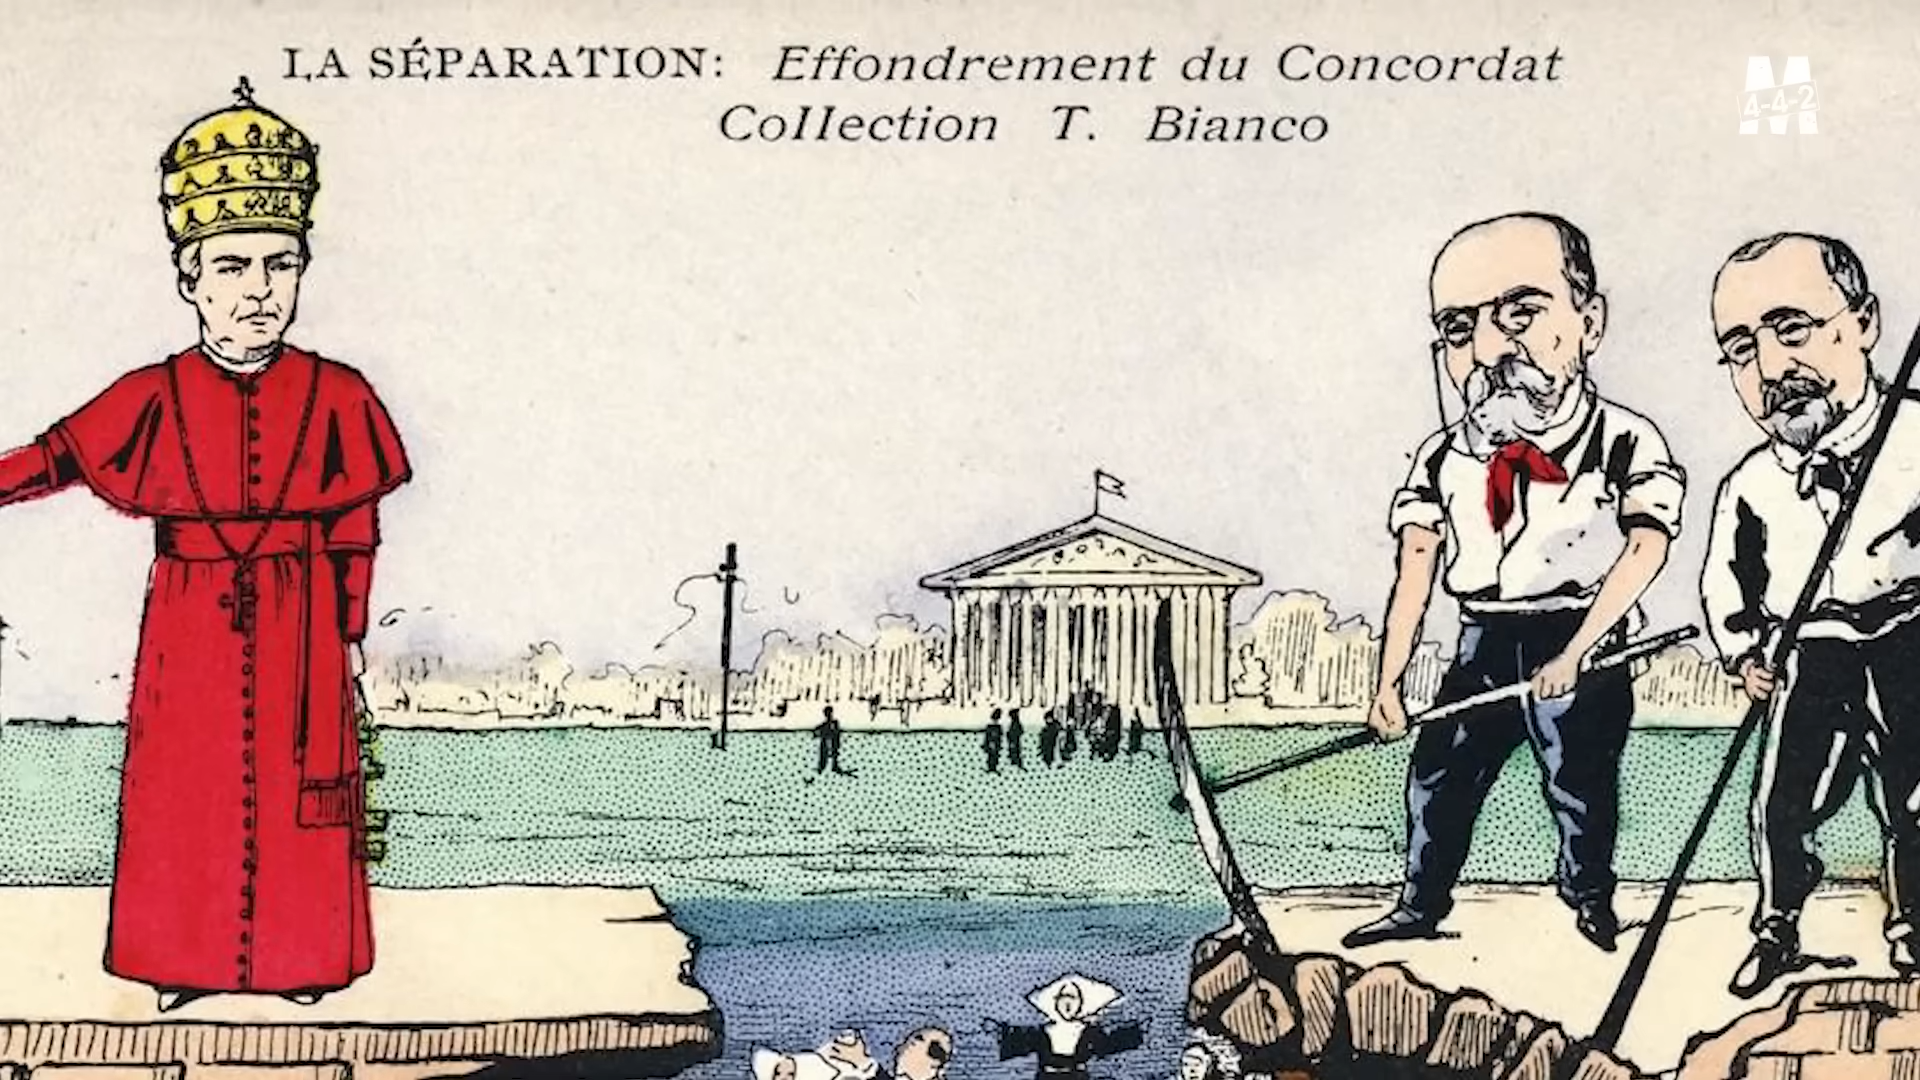 LA SÉPARATION: Effondrement du Concordat
Collection T. Bianco
M
4-4-2